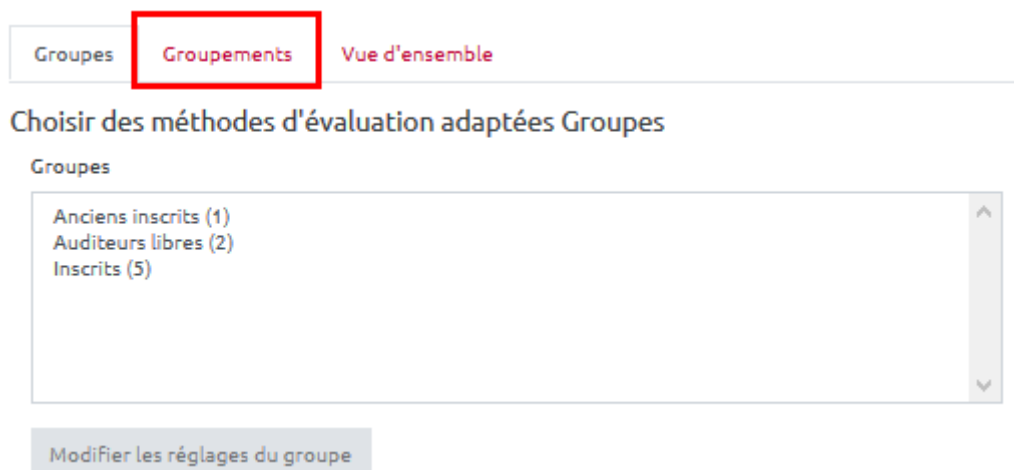 Groupes Groupements Vue d'ensemble
Choisir des méthodes d'évaluation adaptées Groupes
Groupes
Anciens inscrits (1)
Auditeurs libres (2)
Inscrits (5)
Modifier les réglages du groupe